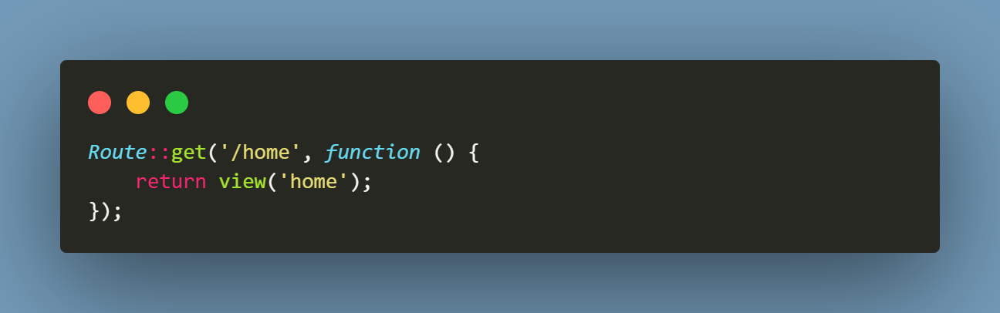 Route::get('/home', function () {
    return view('home');
});